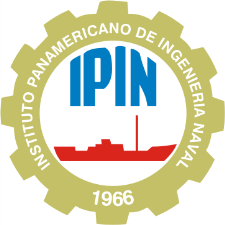 INSTITUTO PANAMERICANO DE INGENIERIA NAVAL
IPIN
1966